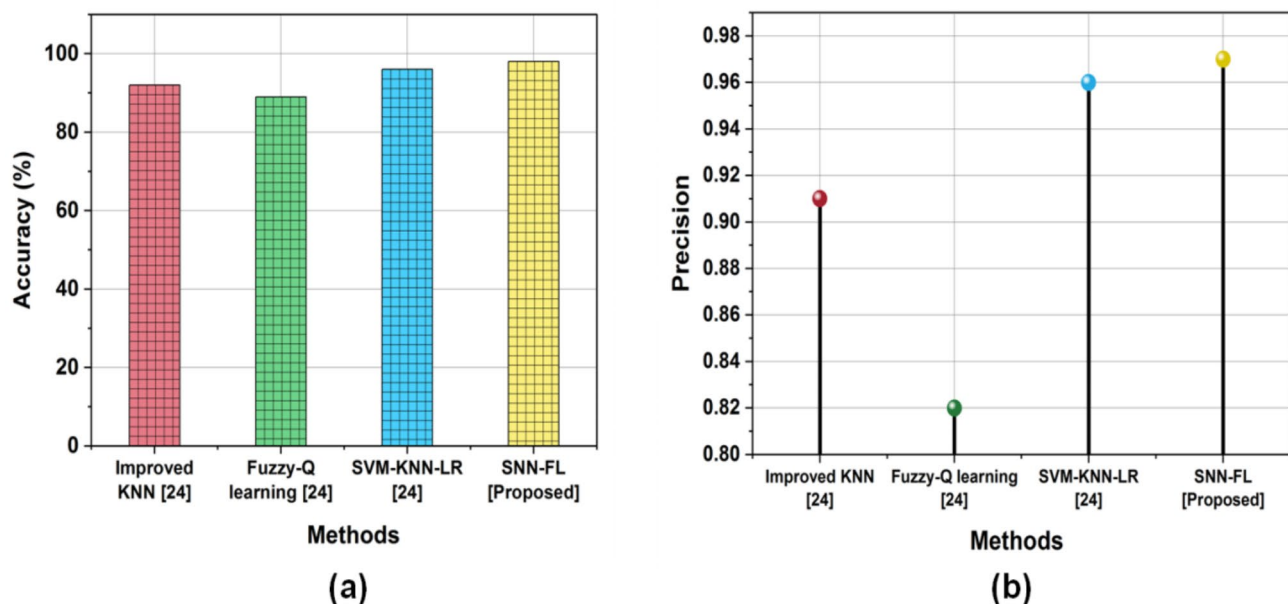 100
80
60
40
20
0
Accuracy (%)
Improved
KNN [24]
Fuzzy-Q
learning [24]
SVM-KNN-LR
[24]
SNN-FL
[Proposed]
Methods
(a)
0.98
0.96
0.94
0.92
0.90
0.88
0.86
0.84
0.82
0.80
Precision
Improved KNN
[24]
Fuzzy-Q learning
[24]
SVM-KNN-LR
[24]
SNN-FL
[Proposed]
Methods
(b)